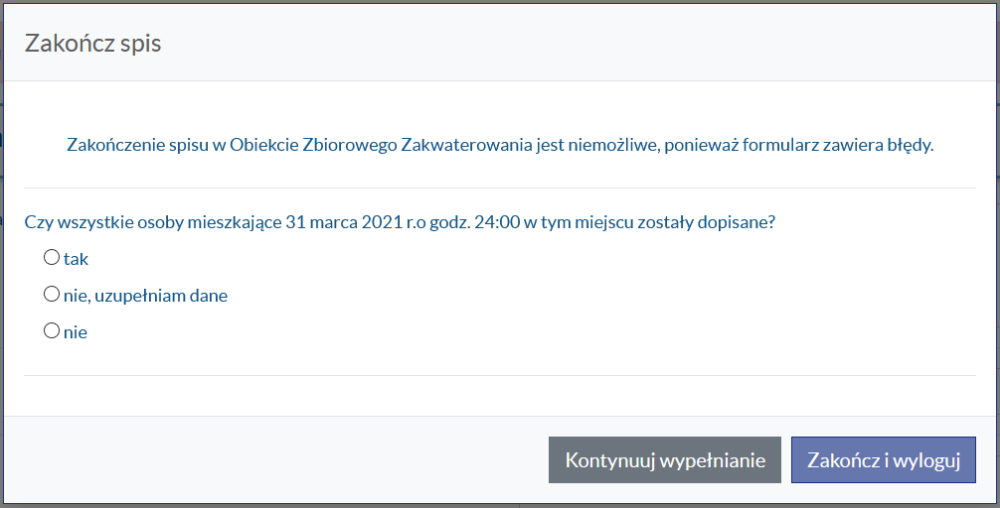 Zakończ spis
Zakończenie spisu w Obiekcie Zbiorowego Zakwaterowania jest niemożliwe, ponieważ formularz zawiera błędy.
Czy wszystkie osoby mieszkające 31 marca 2021 r.o godz. 24:00 w tym miejscu zostały dopisane?
tak
nie, uzupełniam dane
nie
Kontynuuj wypełnianie
Zakończ i wyloguj